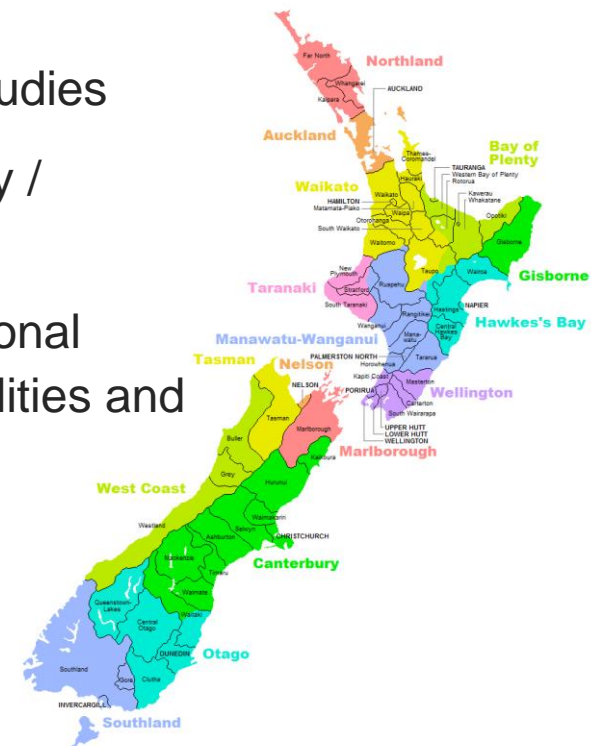 udies
y /
onal
lities and
Northland
Far North
Whangarei
Kaipara
AUCKLAND
Auckland
Thames-
Coromandel
Bay of
Plenty
Hauraki
TAURANGA
Western Bay of Plenty
Rotorua
Waikato
Waikato
HAMILTON
Matamata-Piako
Waipa
Kawerau
Whakatane
Otorohanga
South Waikato
Opotiki
Waitomo
Gisborne
Taupo
Wairoa
New
Plymouth
Stratford
South Taranaki
Taranaki
Ruapehu
Gisborne
Rangitikei
Hastings
NAPIER
Hawke's Bay
Wanganui
Central
Hawkes
Bay
Mana-
watu
Manawatu-Wanganui
Tararua
PALMERSTON NORTH
Horowhenua
Tasman
Nelson
Kapiti Coast
Masterton
NELSON
PORIRUA
Carterton
Wellington
South Wairarapa
UPPER HUTT
LOWER HUTT
WELLINGTON
Tasman
Marlborough
Marlborough
Buller
Kaikoura
Grey
Hurunui
West Coast
Westland
Waimakariri
Selwyn
Ashburton
CHRISTCHURCH
Mackenzie
Timaru
Canterbury
Waimate
Queenstown-
Lakes
Waitaki
Central
Otago
DUNEDIN
Otago
Southland
Gore
Clutha
INVERCARGILL
Southland